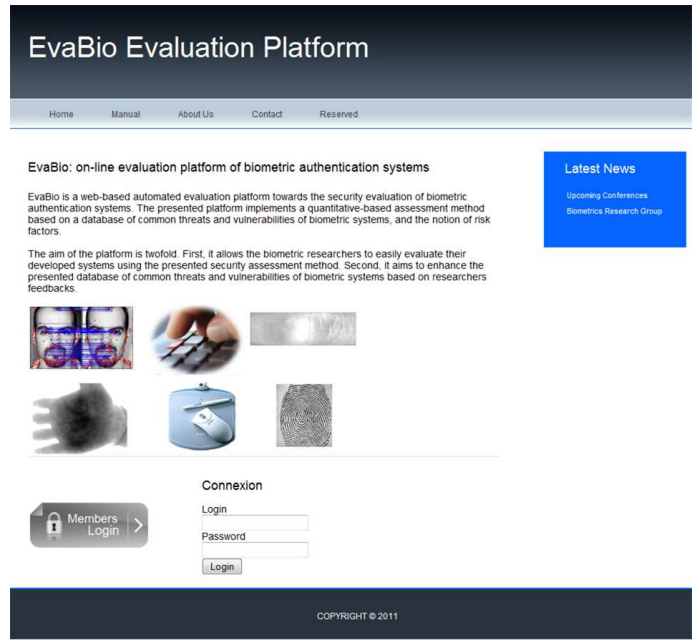 EvaBio Evaluation Platform
Home Manual About Us Contact Reserved
EvaBio: on-line evaluation platform of biometric authentication systems
EvaBio is a web-based automated evaluation platform towards the security evaluation of biometric
authentication systems. The presented platform implements a quantitative-based assessment method
based on a database of common threats and vulnerabilities of biometric systems, and the notion of risk
factors.
The aim of the platform is twofold. First, it allows the biometric researchers to easily evaluate their
developed systems using the presented security assessment method. Second, it aims to enhance the
presented database of common threats and vulnerabilities of biometric systems based on researchers
feedbacks.
Latest News
Upcoming Conferences
Biometrics Research Group
Members
Login
Connexion
Login
Password
Login
COPYRIGHT © 2011